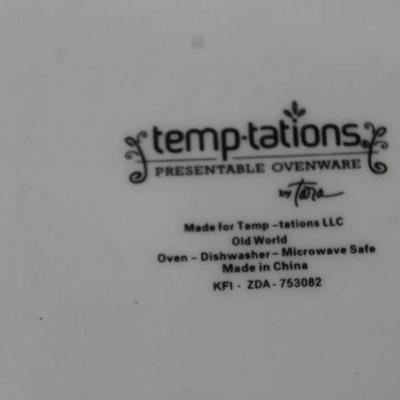 temp-tations®
PRESENTABLE OVENWARE
by Tara
Made for Temp -tations LLC
Old World
Oven - Dishwasher - Microwave Safe
Made in China
KFI - ZDA - 753082